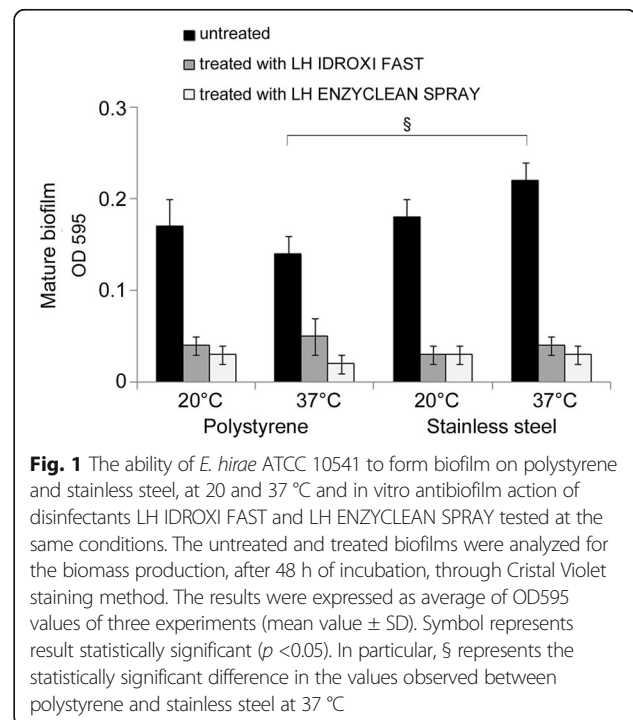 untreated
treated with LH IDROXI FAST
treated with LH ENZYCLEAN SPRAY
0.3
§
0.2
0.1
0
Mature biofilm
OD 595
20°C
37°C
20°C
37°C
Polystyrene
Stainless steel
Fig. 1 The ability of E. hirae ATCC 10541 to form biofilm on polystyrene
and stainless steel, at 20 and 37 °C and in vitro antibiofilm action of
disinfectants LH IDROXI FAST and LH ENZYCLEAN SPRAY tested at the
same conditions. The untreated and treated biofilms were analyzed for
the biomass production, after 48 h of incubation, through Cristal Violet
staining method. The results were expressed as average of OD595
values of three experiments (mean value ± SD). Symbol represents
result statistically significant (p <0.05). In particular, § represents the
statistically significant difference in the values observed between
polystyrene and stainless steel at 37 °C